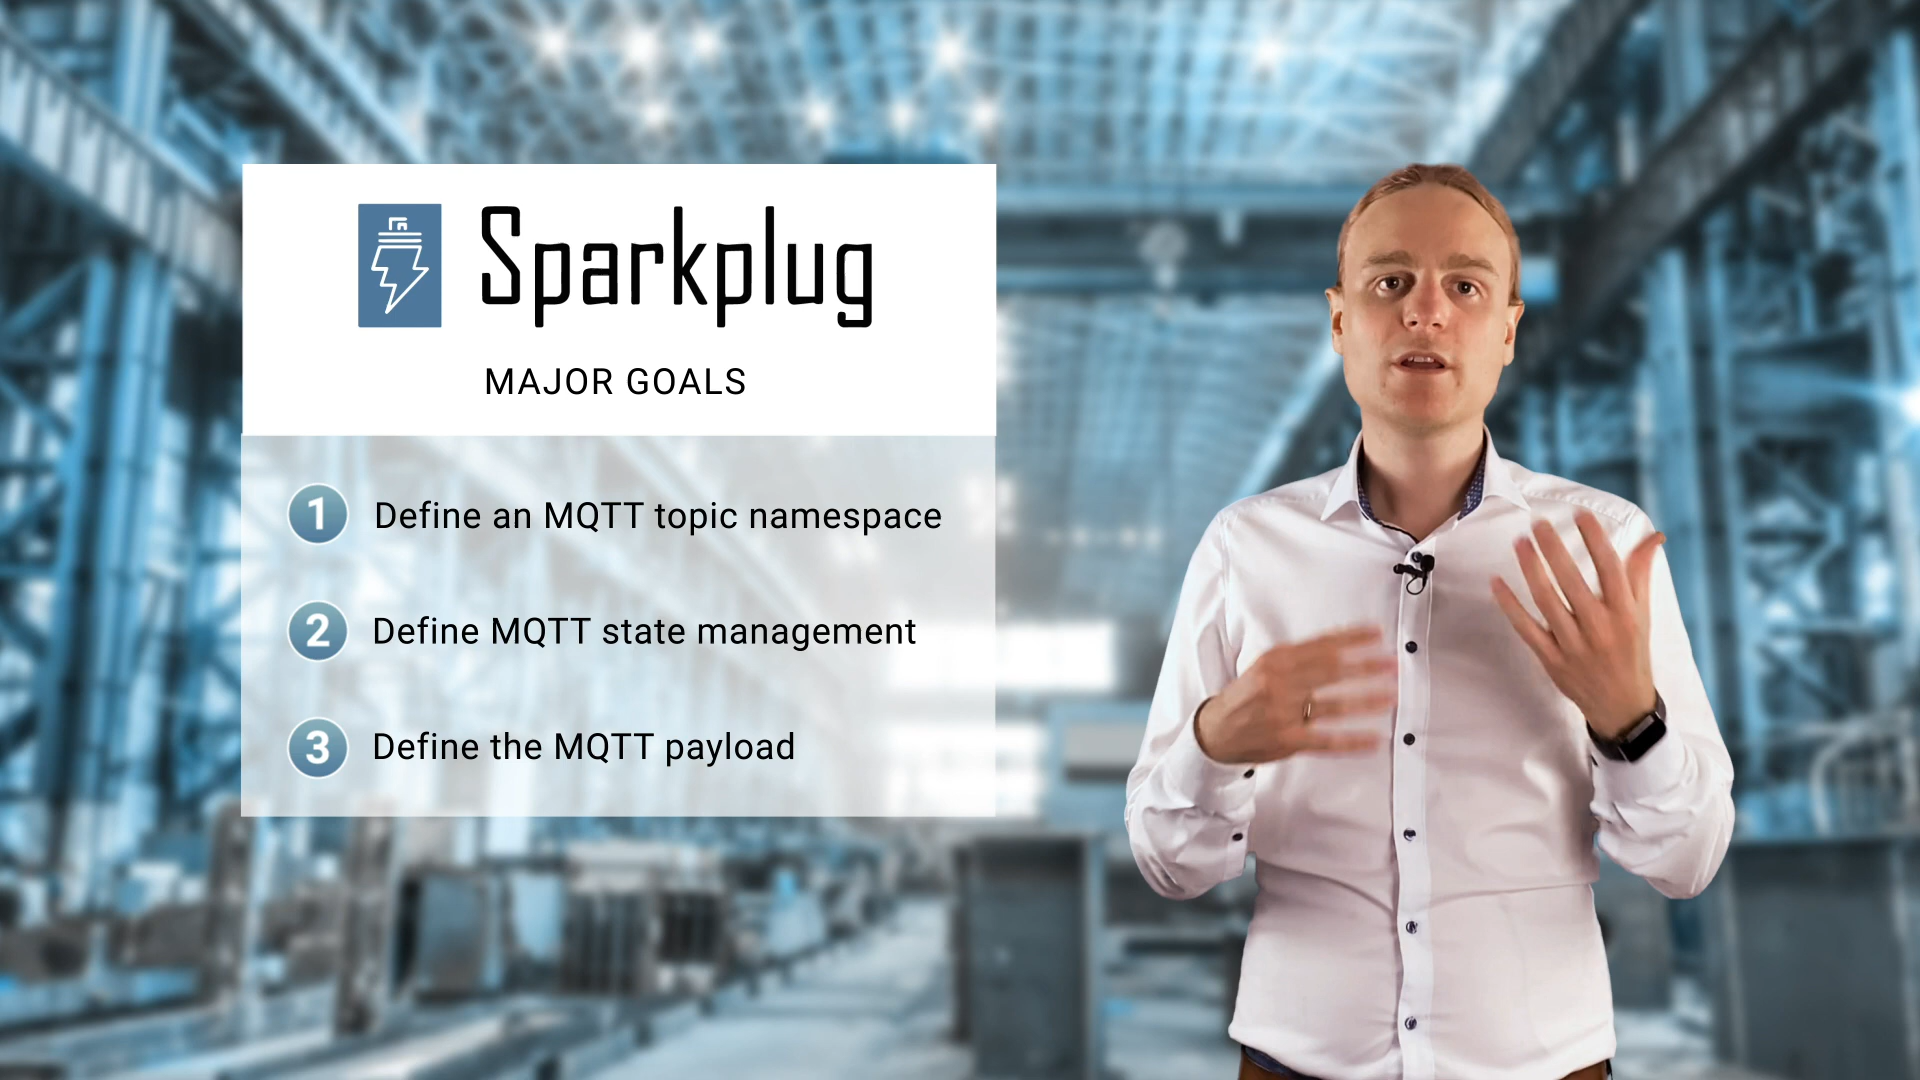 Sparkplug
MAJOR GOALS
1 Define an MQTT topic namespace
2 Define MQTT state management
3 Define the MQTT payload